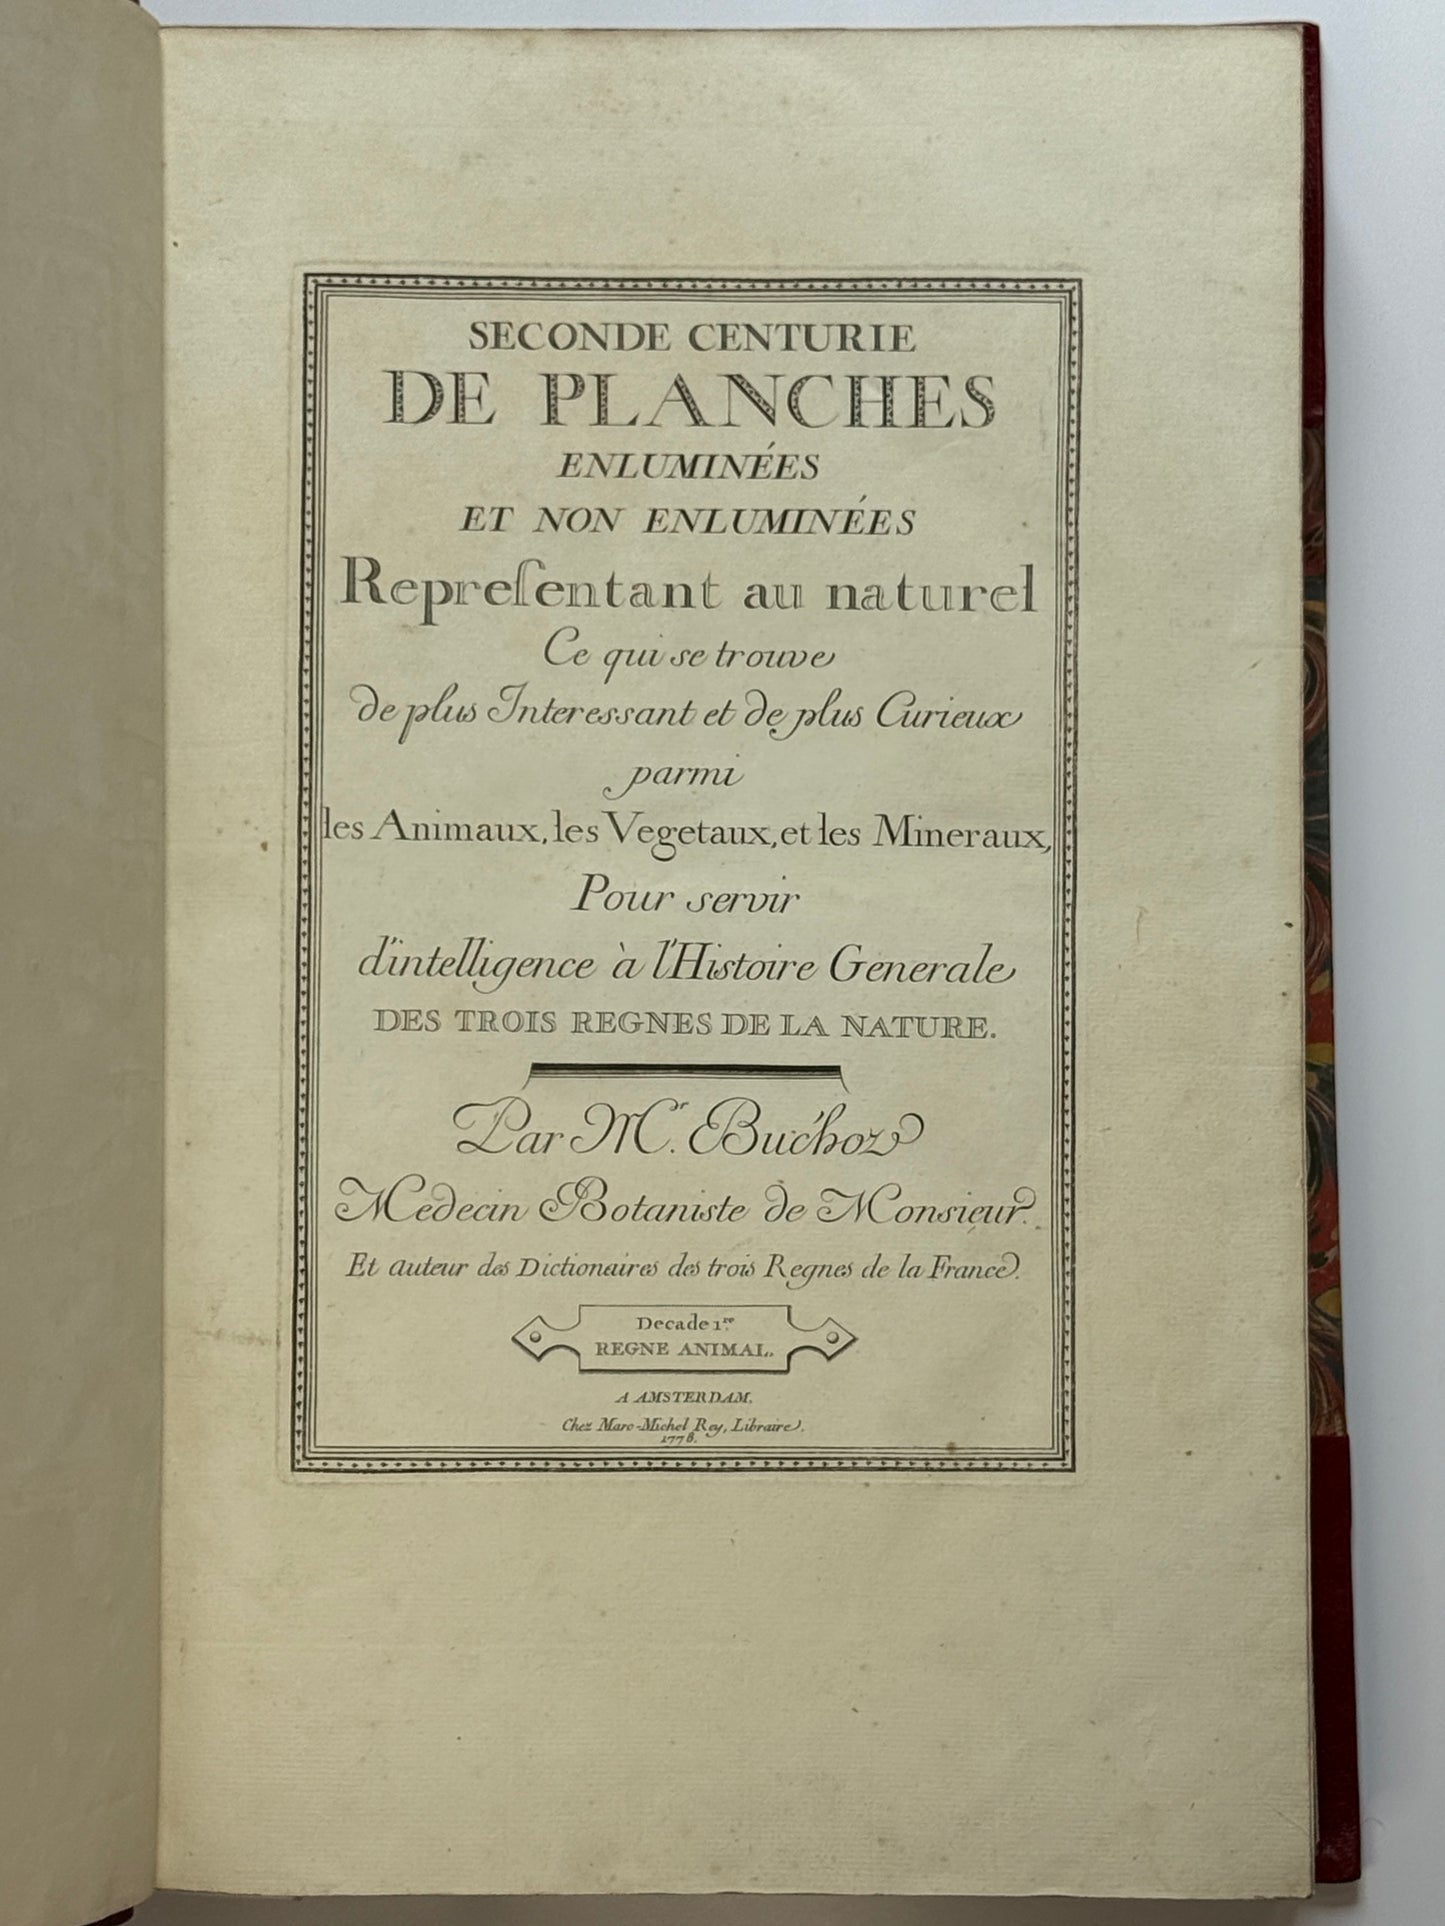 SECONDE CENTURIE
DE PLANCHES
ENLUMINÉES
ET NON ENLUMINÉES
Repreſentant au naturel
Ce qui se trouve
de plus Interessant et de plus Curieux
parmi
les Animaux, les Vegetaux, et les Mineraux,
Pour servir
d'intelligence à l'Histoire Generale
DES TROIS REGNES DE LA NATURE.
Par Mr. Buc'hoz
Medecin Botaniste de Monsieur.
Et auteur des Dictionaires des trois Regnes de la France.
Decade 1.re
REGNE ANIMAL.
A AMSTERDAM,
Chez Marc-Michel Rey, Libraire.
1778.